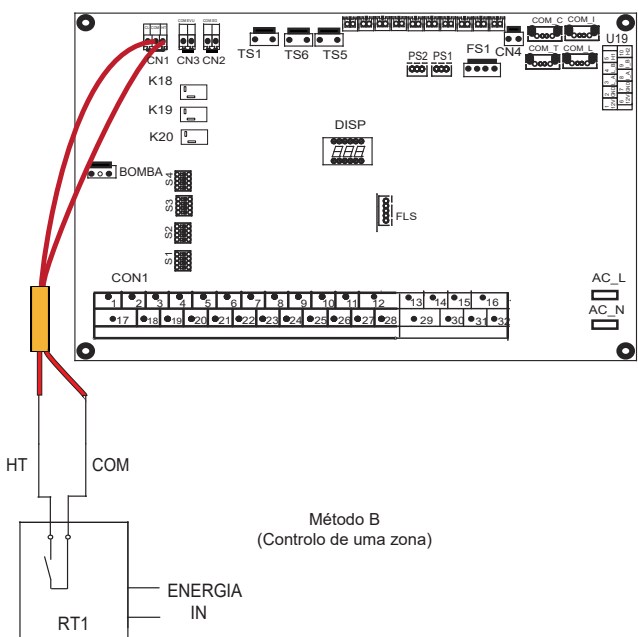 COM_C COM_I
U19
CN1 CN3 CN2
TS1 TS6 TS5
PS2 PS1 FS1 CN4
COM_T COM_L
K18
K19
K20
DISP
BOMBA
S4
S3
S2
S1
FLS
CON1
AC_L
AC_N
1 2 3 4 5 6 7 8 9 10 11 12 13 14 15 16
17 18 19 20 21 22 23 24 25 26 27 28 29 30 31 32
HT COM
Método B
(Controlo de uma zona)
ENERGIA
IN
RT1